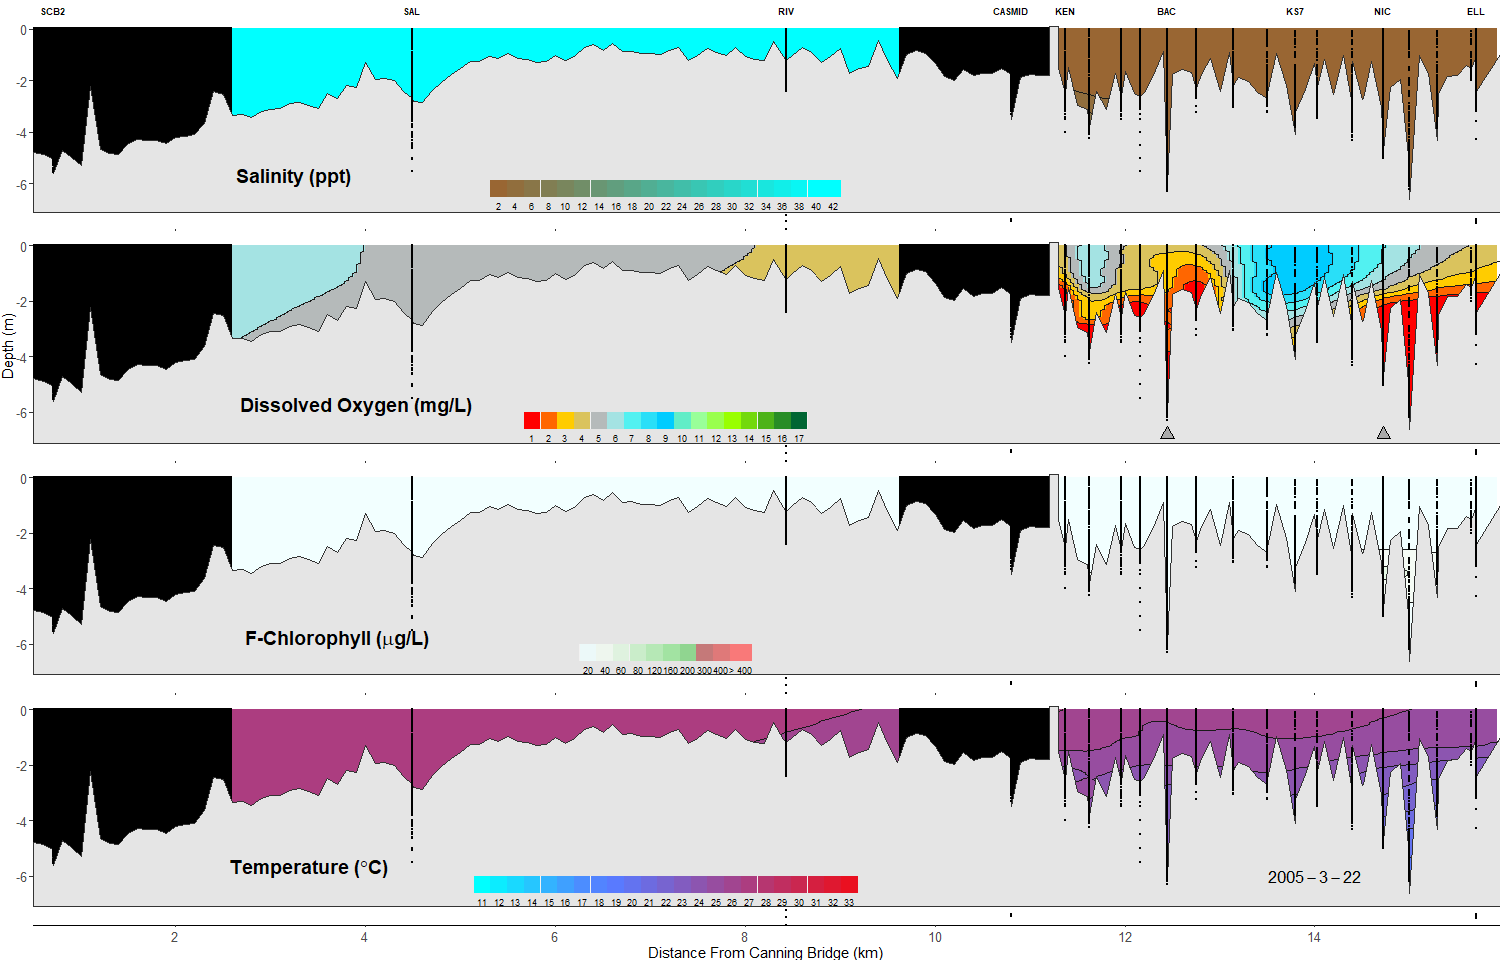 SCB2 SAL RIV CASMID KEN BAC KS7 NIC ELL
0
-2
-4
-6
Salinity (ppt)
2 4 6 8 10 12 14 16 18 20 22 24 26 28 30 32 34 36 38 40 42
0
-2
-4
-6
Depth (m)
Dissolved Oxygen (mg/L)
1 2 3 4 5 6 7 8 9 10 11 12 13 14 15 16 17
0
-2
-4
-6
F-Chlorophyll (μg/L)
20 40 60 80 120 160 200 300 400 > 400
0
-2
-4
-6
Temperature (°C)
11 12 13 14 15 16 17 18 19 20 21 22 23 24 25 26 27 28 29 30 31 32 33
2005 – 3 – 22
2 4 6 8 10 12 14
Distance From Canning Bridge (km)